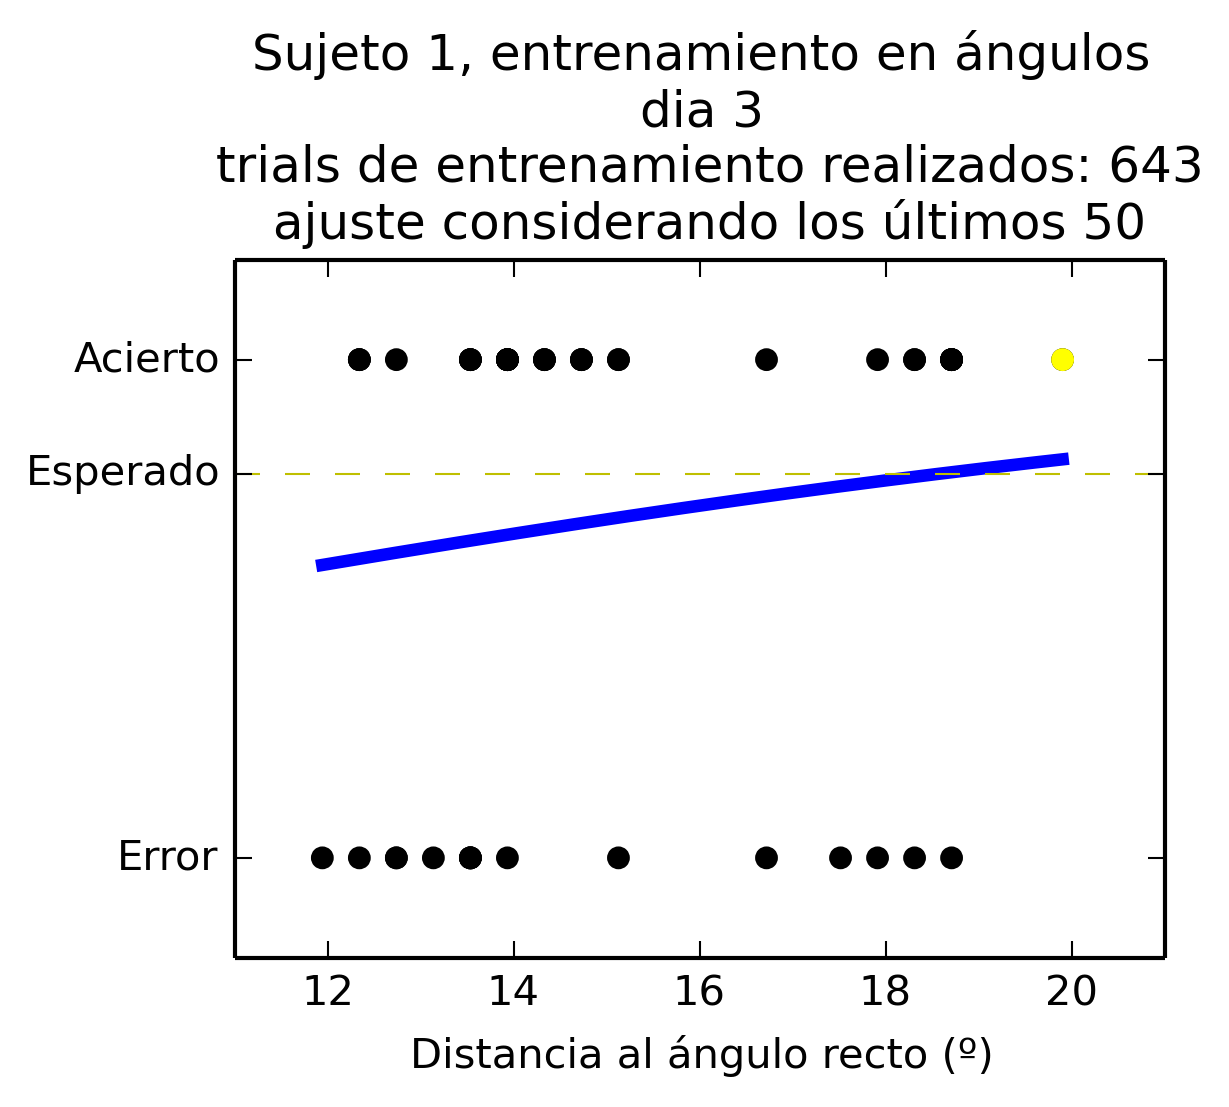 Sujeto 1, entrenamiento en ángulos
dia 3
trials de entrenamiento realizados: 643
ajuste considerando los últimos 50
Acierto
Esperado
Error
12 14 16 18 20
Distancia al ángulo recto (º)